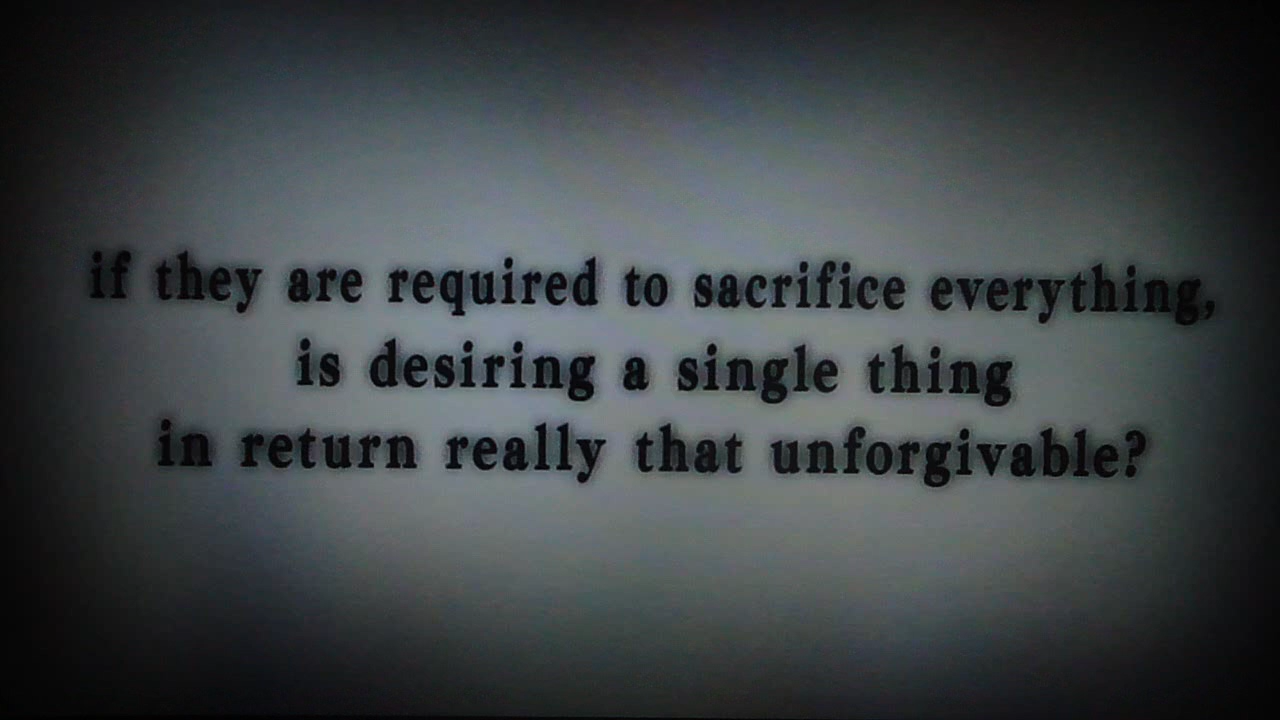 if they are required to sacrifice everything,
is desiring a single thing
in return really that unforgivable?